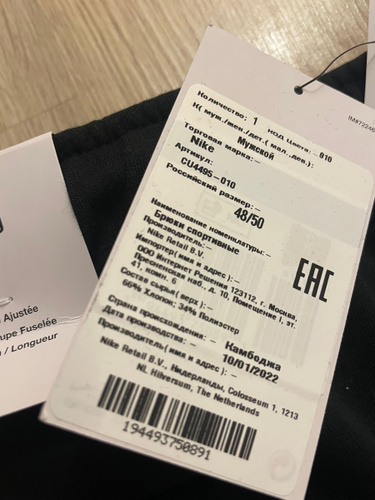 IM#72246
Количество: 1 код цвета: - 010
Н( муж./жен./дет.( мал.,дев.):
Мужской
Торговая марка: -
Nike
Артикул:
CU4495-010
Российский размер: -
48/50
Наименование номенклатуры: -
Брюки спортивные
Производитель: -
Nike Retail B.V.
Импортер(имя и адрес): -
ООО Интернет Решения 123112, г. Москва,
Пресненская наб., д. 10, Помещение I, эт.
41, комн. 6
Состав сырья( верх ): -
66% Хлопок; 34% Полиэстер
EAC
Страна происхождения: -
Камбоджа
Дата производства: -
10/01/2022
Производитель( имя и адрес): -
Nike Retail B.V., Нидерланды, Colosseum 1, 1213
NL Hilversum, The Netherlands
194493750891
Ajustée
upe Fuselée
/ Longueur